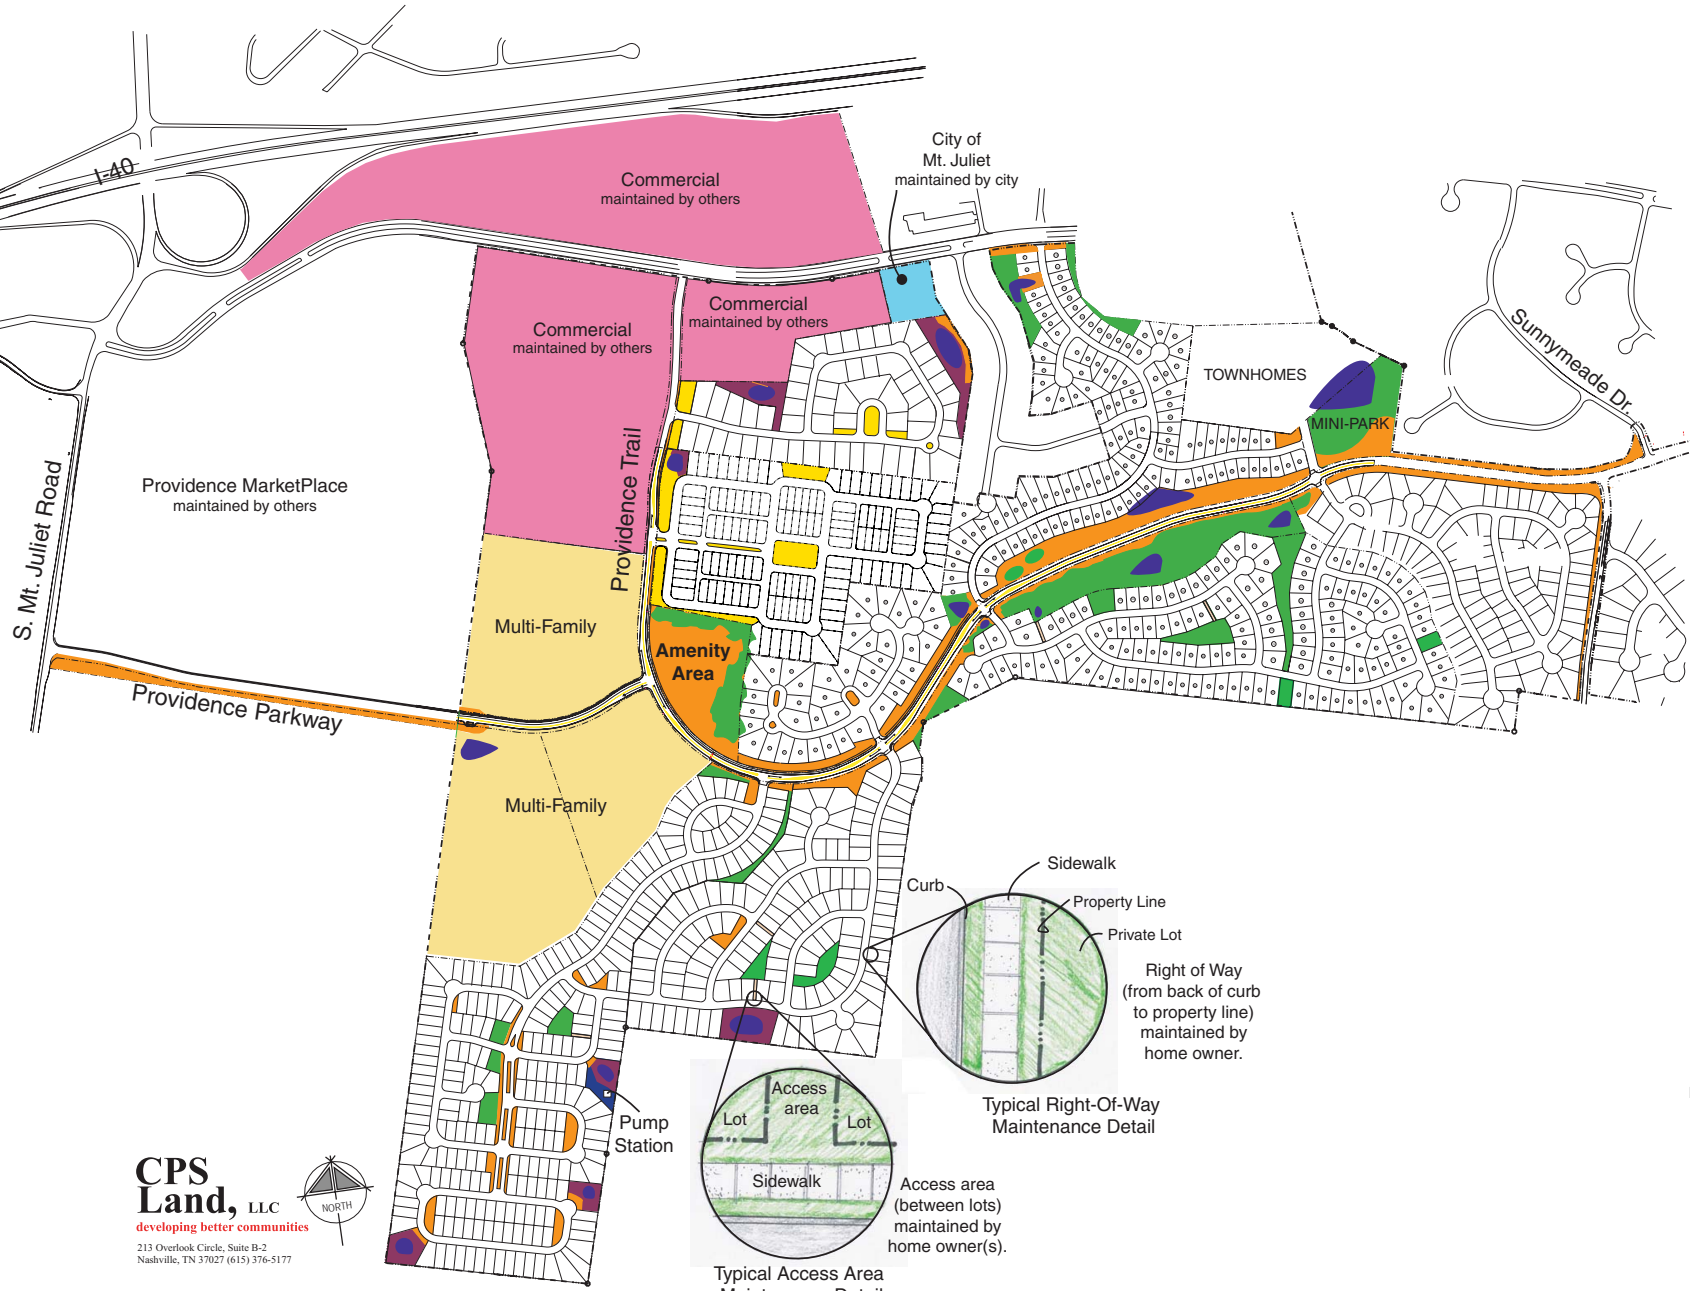 I-40
Commercial
maintained by others
City of
Mt. Juliet
maintained by city
Commercial
maintained by others
Commercial
maintained by others
Sunnymeade Dr.
TOWNHOMES
MINI-PARK
S. Mt. Juliet Road
Providence MarketPlace
maintained by others
Providence Trail
Multi-Family
Amenity
Area
Providence Parkway
Multi-Family
Sidewalk
Curb
Property Line
Private Lot
Right of Way
(from back of curb
to property line)
maintained by
home owner.
Typical Right-Of-Way
Maintenance Detail
Pump
Station
Access
area
Lot
Lot
Sidewalk
Access area
(between lots)
maintained by
home owner(s).
Typical Access Area
Maintenance Detail
CPS
Land, LLC
developing better communities
213 Overlook Circle, Suite B-2
Nashville, TN 37027 (615) 376-5177
NORTH